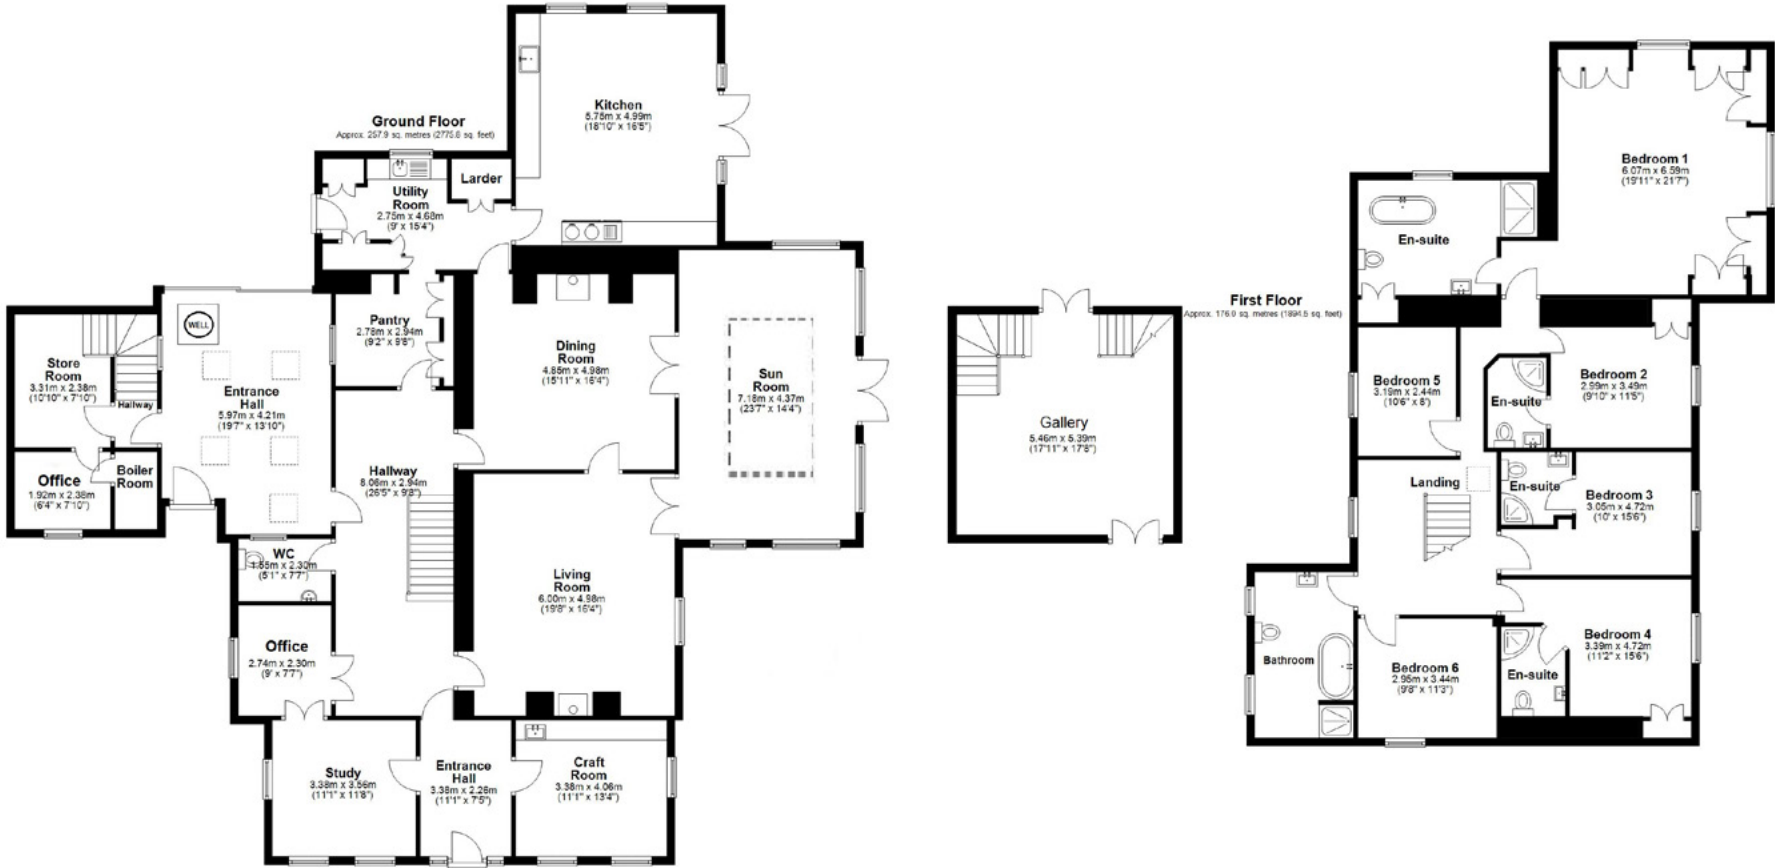 Ground Floor
Approx. 257.9 sq. metres (2775.8 sq. feet)
Kitchen
5.75m x 4.99m
(18'10" x 16'5")
Larder
Utility
Room
2.75m x 4.68m
(9' x 15'4")
WELL
Pantry
2.78m x 2.94m
(9'2" x 9'8")
Store
Room
3.31m x 2.38m
(10'10" x 7'10")
Hallway
Entrance
Hall
5.97m x 4.21m
(19'7" x 13'10")
Dining
Room
4.85m x 4.98m
(15'11" x 16'4")
Sun
Room
7.18m x 4.37m
(23'7" x 14'4")
Office
1.92m x 2.38m
(6'4" x 7'10")
Boiler
Room
Hallway
8.06m x 2.94m
(26'5" x 9'8")
WC
1.55m x 2.30m
(5'1" x 7'7")
Living
Room
6.00m x 4.98m
(19'8" x 16'4")
Office
2.74m x 2.30m
(9' x 7'7")
Study
3.38m x 3.56m
(11'1" x 11'8")
Entrance
Hall
3.38m x 2.26m
(11'1" x 7'5")
Craft
Room
3.38m x 4.06m
(11'1" x 13'4")
Gallery
5.46m x 5.39m
(17'11" x 17'8")
First Floor
Approx. 176.0 sq. metres (1894.5 sq. feet)
Bedroom 1
6.07m x 6.59m
(19'11" x 21'7")
En-suite
Bedroom 5
3.19m x 2.44m
(10'6" x 8')
En-suite
Bedroom 2
2.99m x 3.49m
(9'10" x 11'5")
Landing
En-suite
Bedroom 3
3.05m x 4.72m
(10' x 15'6")
Bathroom
Bedroom 6
2.95m x 3.44m
(9'8" x 11'3")
En-suite
Bedroom 4
3.39m x 4.72m
(11'2" x 15'6")